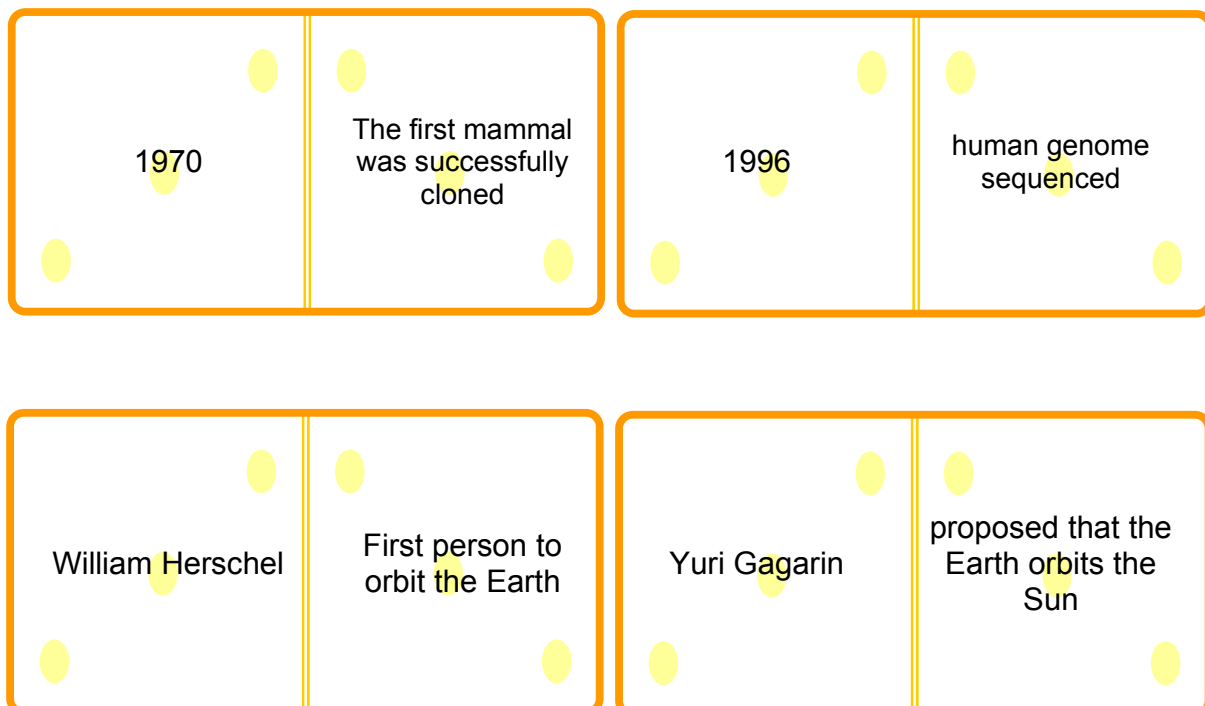 1970
The first mammal
was successfully
cloned
1996
human genome
sequenced
William Herschel
First person to
orbit the Earth
Yuri Gagarin
proposed that the
Earth orbits the
Sun